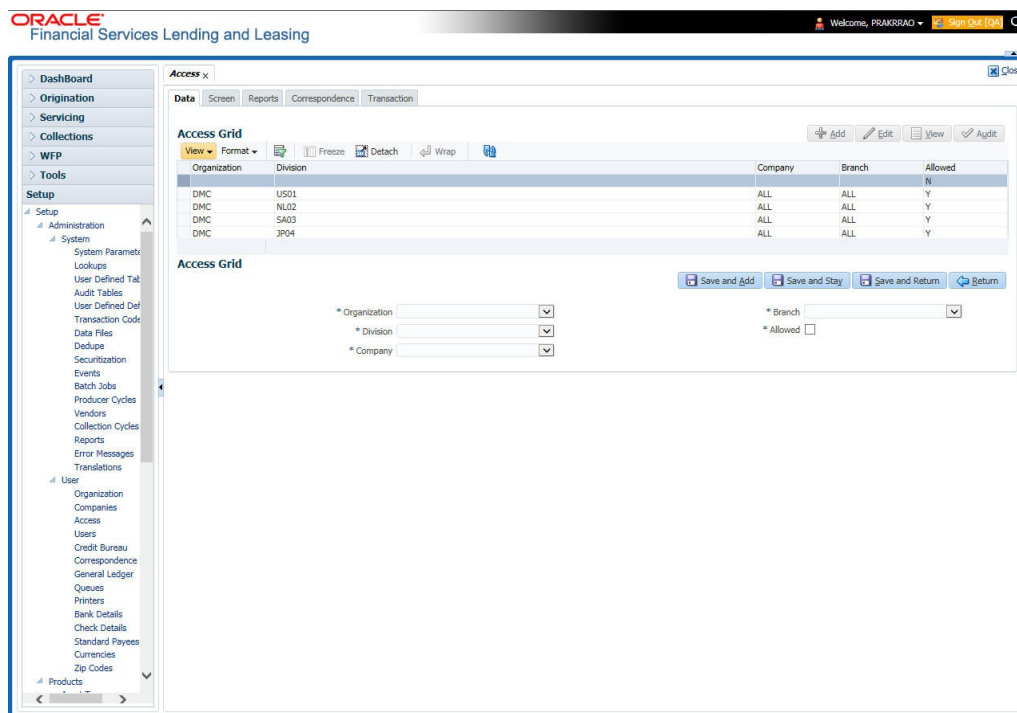 ORACLE
Financial Services Lending and Leasing
Welcome, PRAKRRAO
Sign Out [QA]
DashBoard
Origination
Servicing
Collections
WFP
Tools
Setup
Setup
Administration
System
System Paramete
Lookups
User Defined Tab
Audit Tables
User Defined Def
Transaction Code
Data Files
Dedupe
Securitization
Events
Batch Jobs
Producer Cycles
Vendors
Collection Cycles
Reports
Error Messages
Translations
User
Organization
Companies
Access
Users
Credit Bureau
Correspondence
General Ledger
Queues
Printers
Bank Details
Check Details
Standard Payees
Currencies
Zip Codes
Products
Access x
Clos
Data Screen Reports Correspondence Transaction
Access Grid
Add Edit View Audit
View Format Freeze Detach Wrap
Organization Division Company Branch Allowed
N
DMC US01 ALL ALL Y
DMC NL02 ALL ALL Y
DMC SA03 ALL ALL Y
DMC JP04 ALL ALL Y
Access Grid
Save and Add Save and Stay Save and Return Return
* Organization
* Division
* Company
* Branch
* Allowed